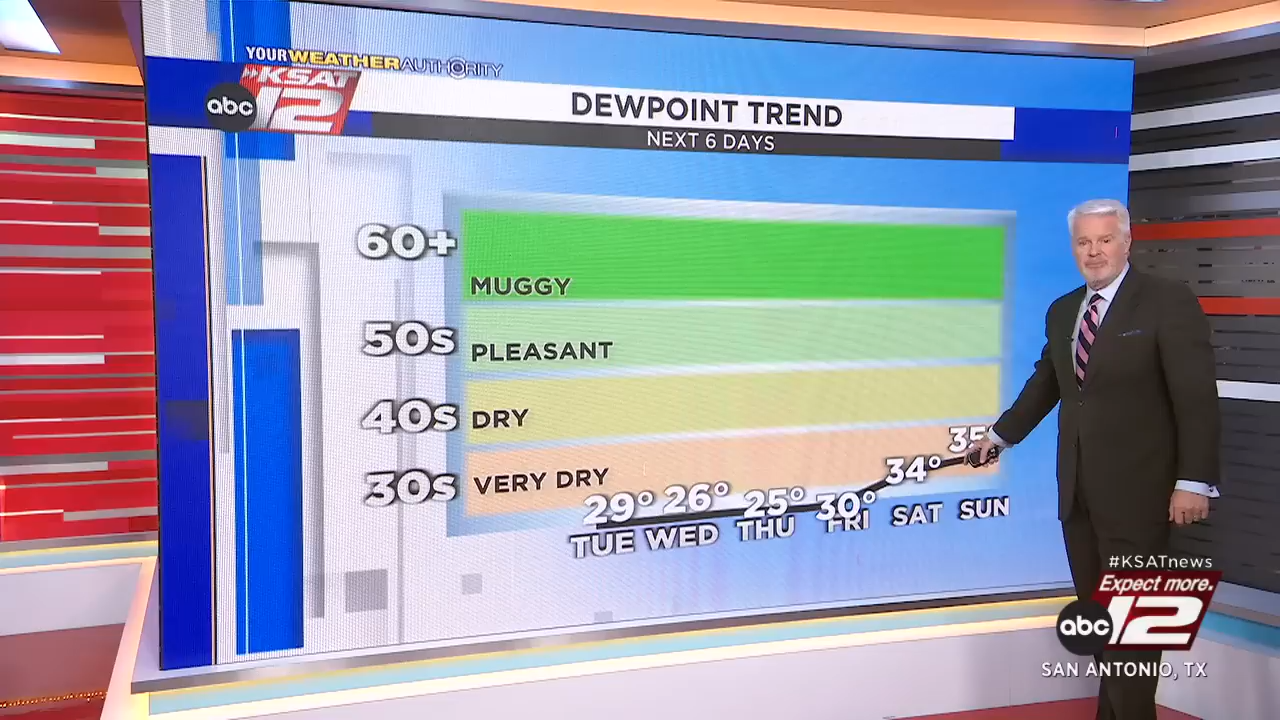 YOUR WEATHER AUTHORITY
KSAT
abc 12
DEWPOINT TREND
NEXT 6 DAYS
60+
MUGGY
50s PLEASANT
40s DRY
30s VERY DRY
29° 26° 25° 30° 34° 35°
TUE WED THU FRI SAT SUN
#KSATnews
Expect more.
abc 12
SAN ANTONIO, TX